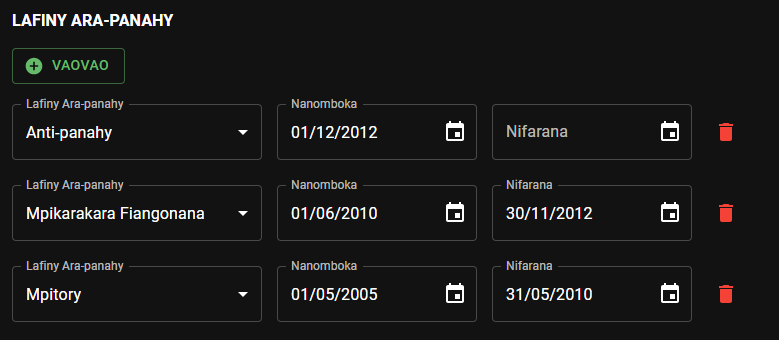 LAFINY ARA-PANAHY
VAOVAO
Lafiny Ara-panahy Nanomboka
Anti-panahy 01/12/2012 Nifarana
Lafiny Ara-panahy Nanomboka Nifarana
Mpikarakara Fiangonana 01/06/2010 30/11/2012
Lafiny Ara-panahy Nanomboka Nifarana
Mpitory 01/05/2005 31/05/2010